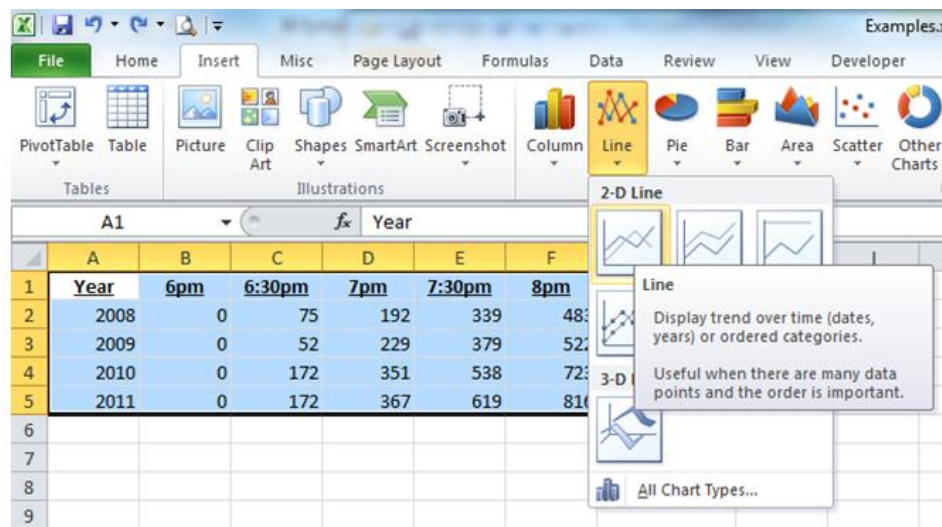 Examples.x
File Home Insert Misc Page Layout Formulas Data Review View Developer
PivotTable Table Picture Clip Art Shapes SmartArt Screenshot Column Line Pie Bar Area Scatter Other Charts
Tables Illustrations
2-D Line
A1 fx Year
A B C D E F I
1 Year 6pm 6:30pm 7pm 7:30pm 8pm
2 2008 0 75 192 339 483
3 2009 0 52 229 379 522
4 2010 0 172 351 538 723
5 2011 0 172 367 619 816
6
7
8
9
Line
Display trend over time (dates,
years) or ordered categories.
Useful when there are many data
points and the order is important.
3-D
All Chart Types...